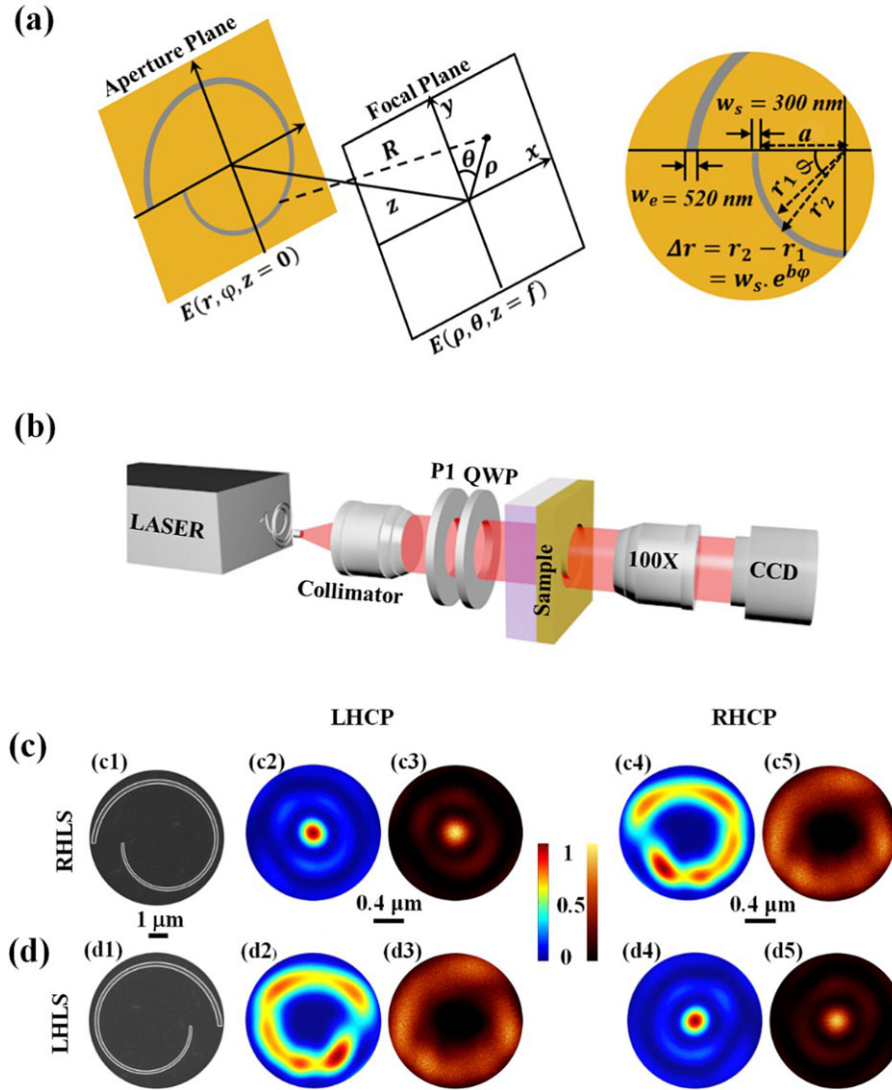 (a)
Aperture Plane
E(r, φ, z = 0)
Focal Plane
y
x
R
θ
ρ
z
E(ρ, θ, z = f)
w_s = 300 nm
a
φ
r_1
r_2
w_e = 520 nm
Δr = r_2 − r_1
= w_s. e^{bφ}
(b)
LASER
Collimator
P1 QWP
Sample
100X
CCD
LHCP
RHCP
(c)
RHLS
(c1)
(c2)
(c3)
(c4)
(c5)
1 μm
0.4 μm
1
0.5
0
0.4 μm
(d)
LHLS
(d1)
(d2)
(d3)
(d4)
(d5)